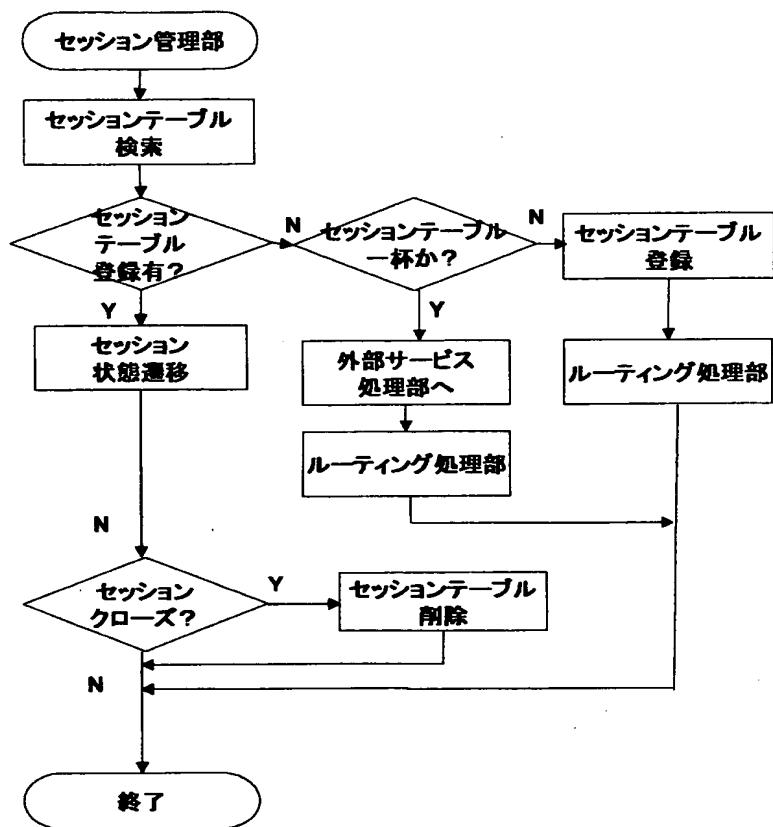 セッション管理部
セッションテーブル
検索
セッション
テーブル
登録有?
N
セッションテーブル
一杯か?
N
セッションテーブル
登録
Y
セッション
状態遷移
Y
外部サービス
処理部へ
ルーティング処理部
ルーティング処理部
N
セッション
クローズ?
Y
セッションテーブル
削除
N
終了